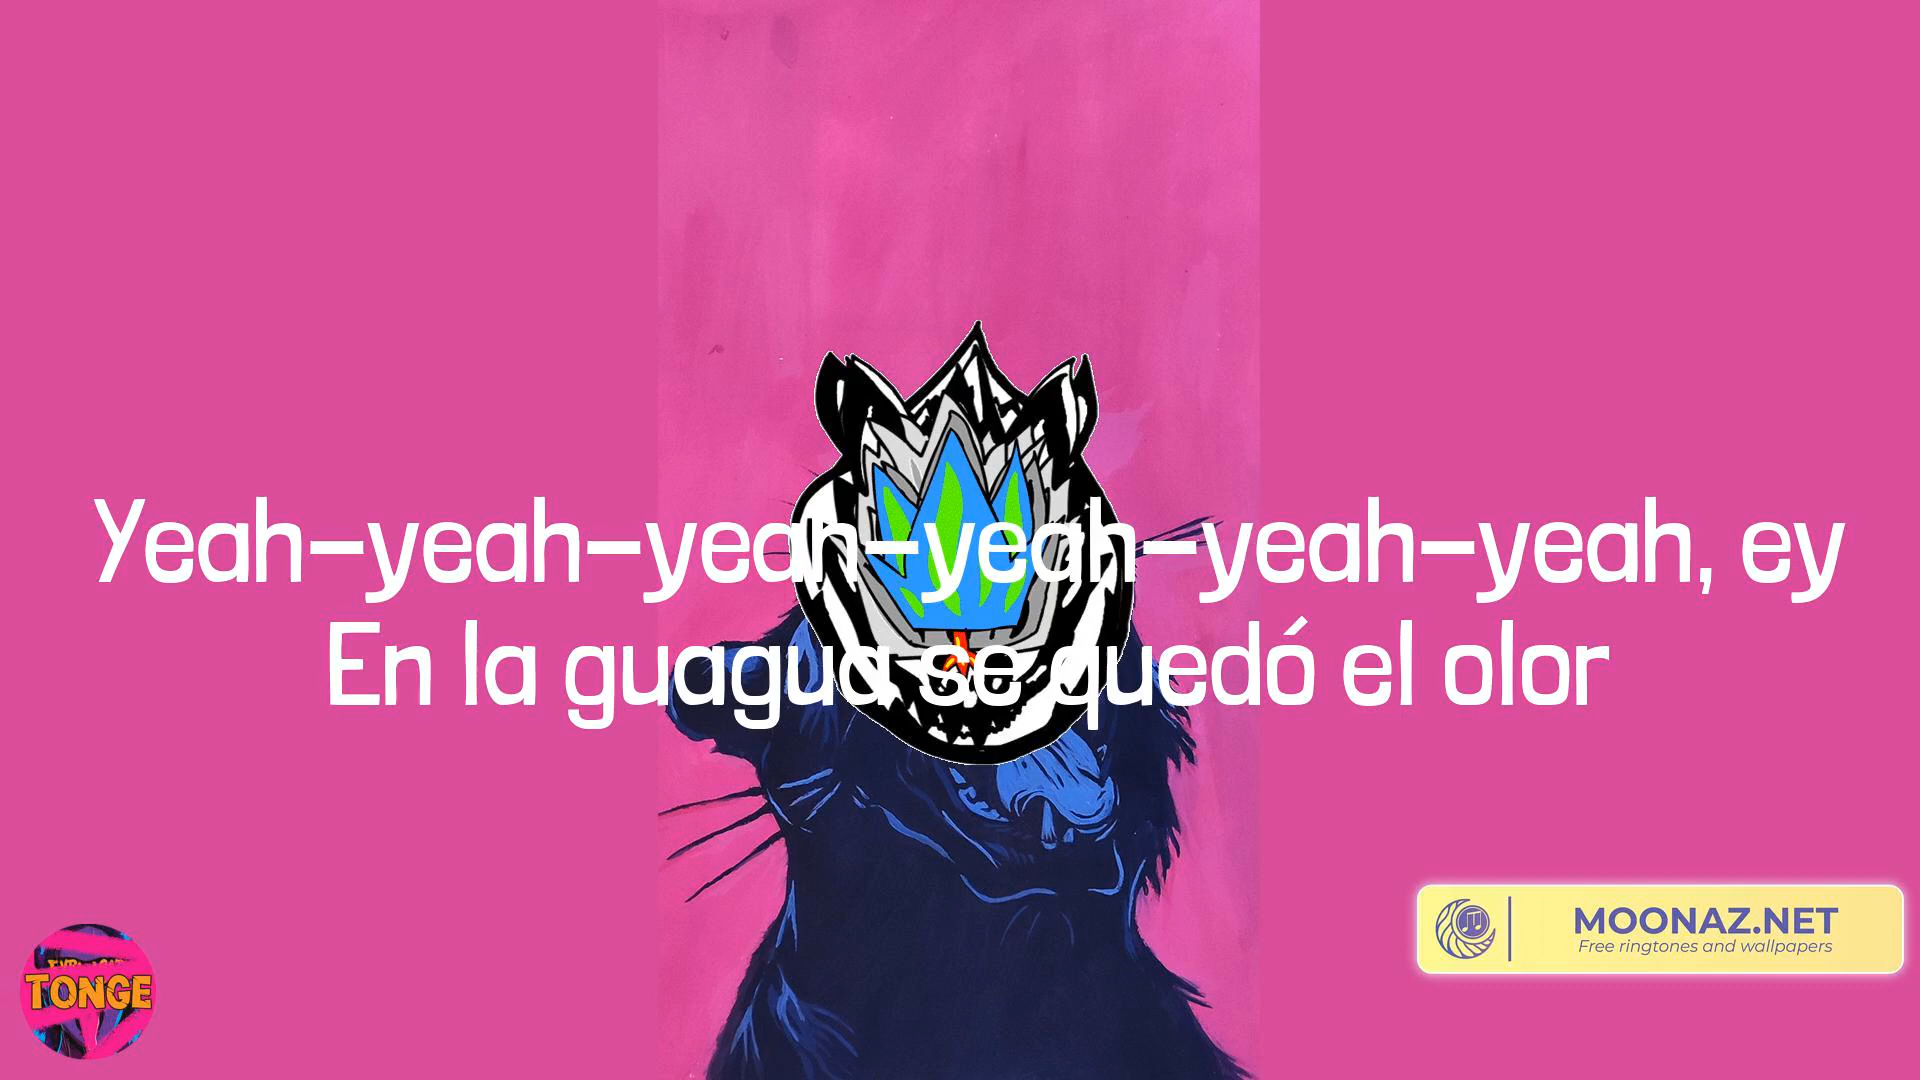 Yeah-yeah-yeah-yeah-yeah-yeah, ey
En la guagua se quedó el olor
MOONAZ.NET
Free ringtones and wallpapers
TONGE